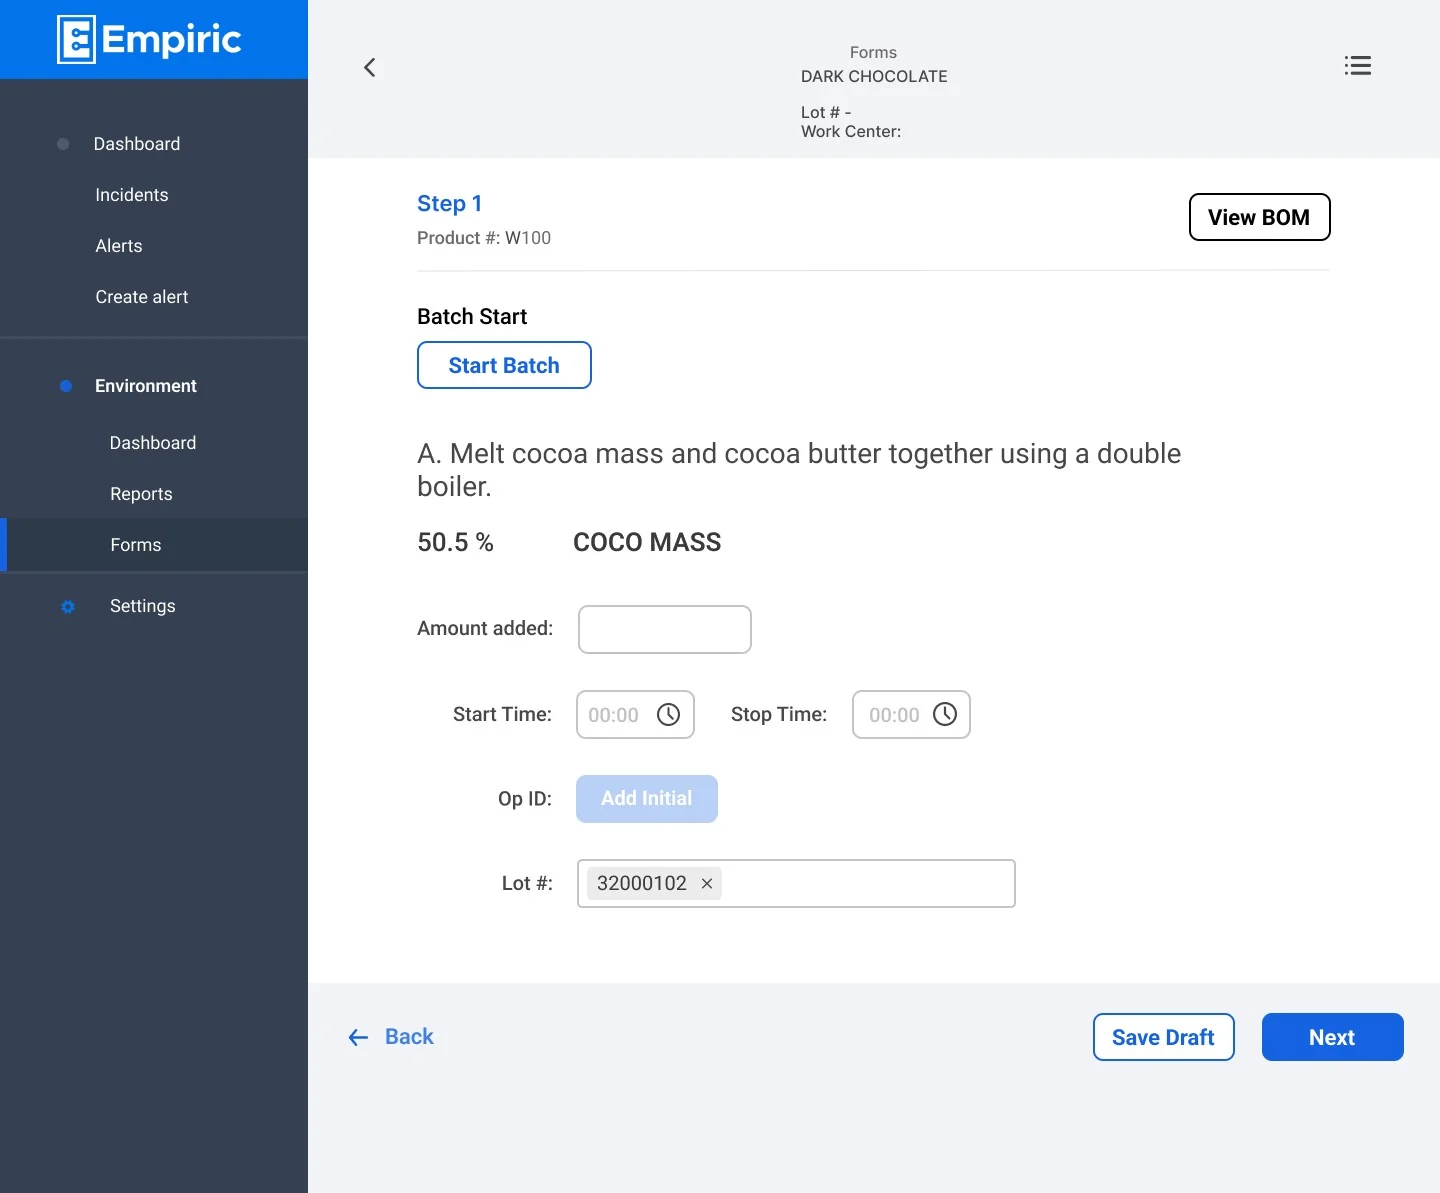 Empiric
Dashboard
Incidents
Alerts
Create alert
Environment
Dashboard
Reports
Forms
Settings
Forms
DARK CHOCOLATE
Lot # -
Work Center:
Step 1
Product #: W100
View BOM
Batch Start
Start Batch
A. Melt cocoa mass and cocoa butter together using a double
boiler.
50.5 % COCO MASS
Amount added:
Start Time: 00:00 Stop Time: 00:00
Op ID: Add Initial
Lot #: 32000102 ×
Back
Save Draft
Next